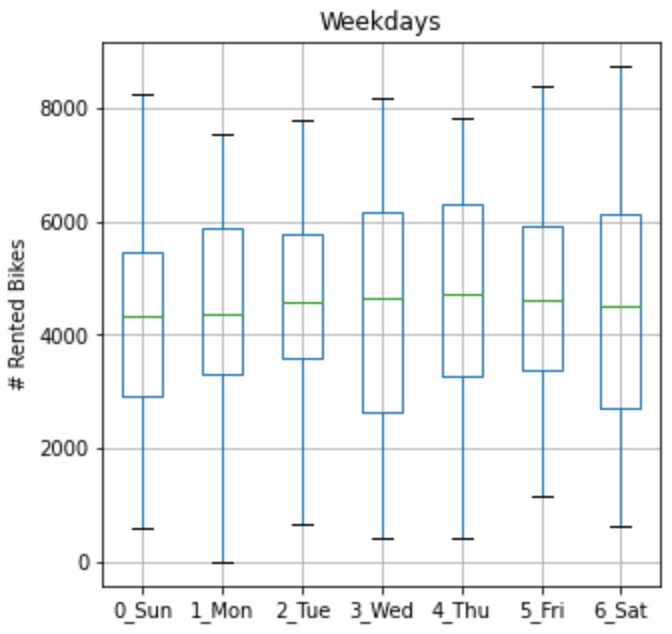 Weekdays
# Rented Bikes
8000
6000
4000
2000
0
0_Sun 1_Mon 2_Tue 3_Wed 4_Thu 5_Fri 6_Sat